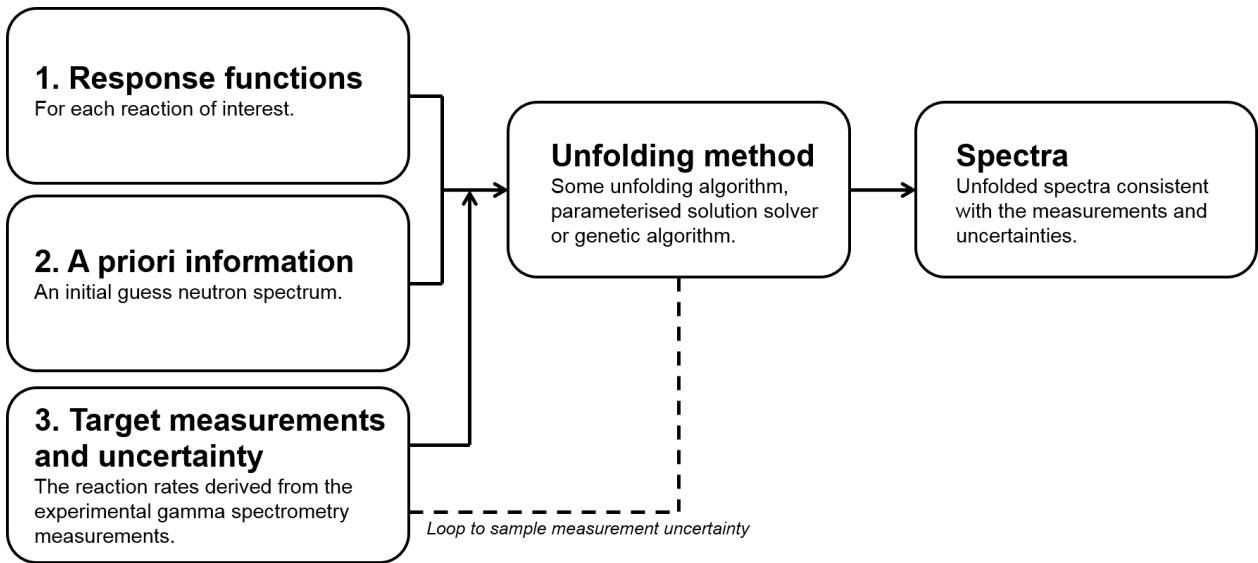 1. Response functions
For each reaction of interest.
2. A priori information
An initial guess neutron spectrum.
3. Target measurements
and uncertainty
The reaction rates derived from the
experimental gamma spectrometry
measurements.
Unfolding method
Some unfolding algorithm,
parameterised solution solver
or genetic algorithm.
Loop to sample measurement uncertainty
Spectra
Unfolded spectra consistent
with the measurements and
uncertainties.